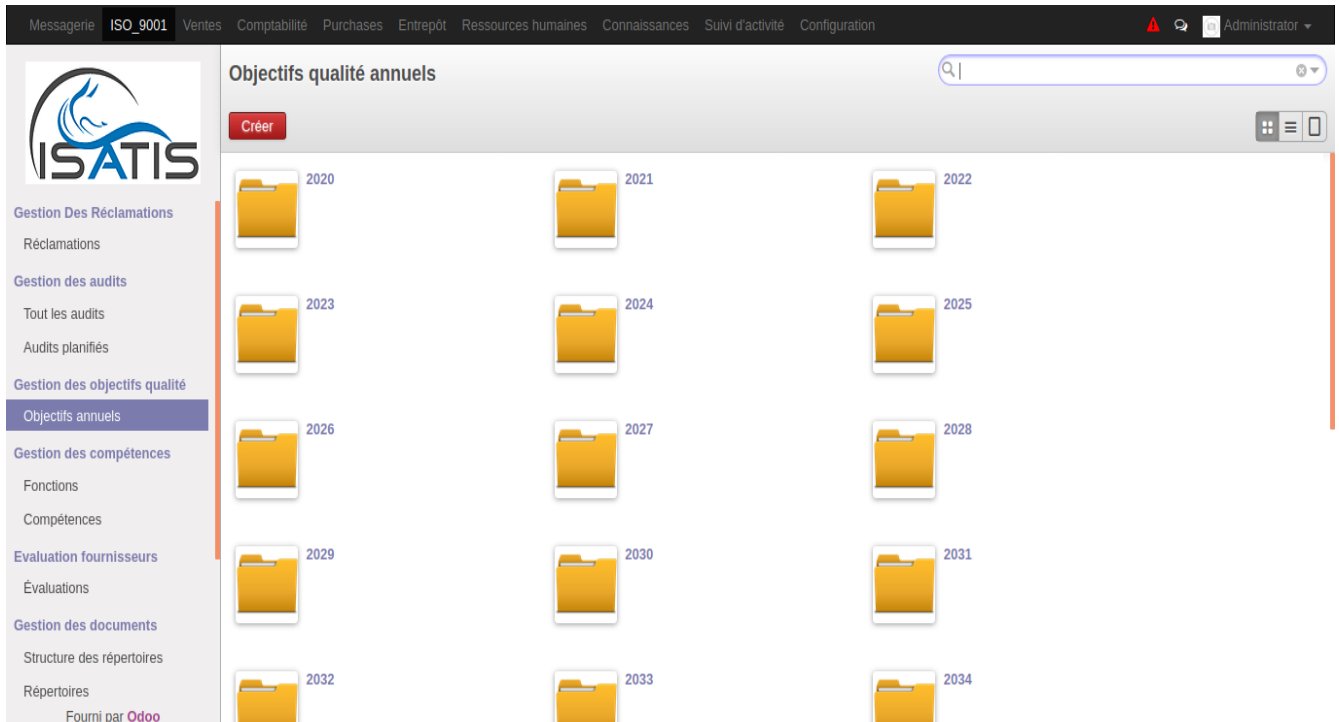 Messagerie ISO_9001 Ventes Comptabilité Purchases Entrepôt Ressources humaines Connaissances Suivi d'activité Configuration Administrator
ISATIS
Objectifs qualité annuels
Créer
Gestion Des Réclamations
Réclamations
Gestion des audits
Tout les audits
Audits planifiés
Gestion des objectifs qualité
Objectifs annuels
Gestion des compétences
Fonctions
Compétences
Evaluation fournisseurs
Évaluations
Gestion des documents
Structure des répertoires
Répertoires
Fourni par Odoo
2020 2021 2022
2023 2024 2025
2026 2027 2028
2029 2030 2031
2032 2033 2034